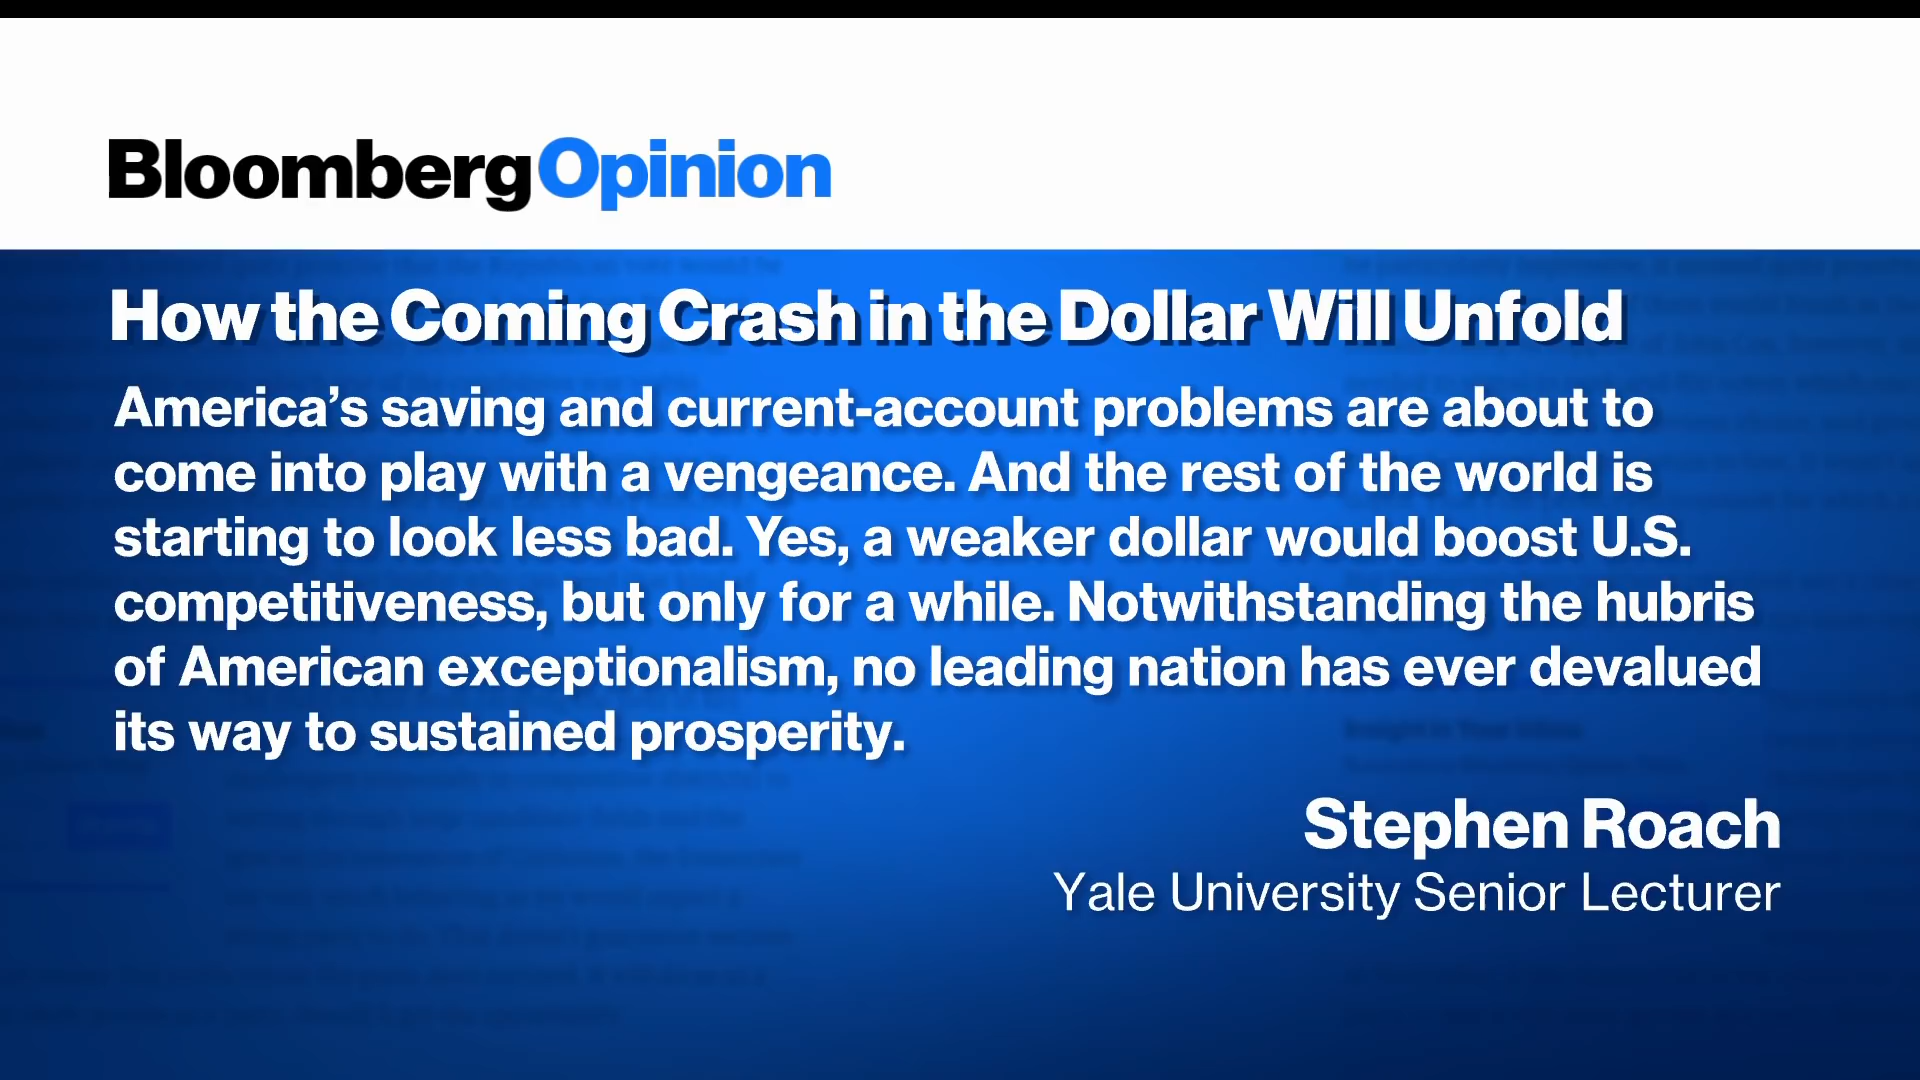 Bloomberg Opinion
How the Coming Crash in the Dollar Will Unfold
America’s saving and current-account problems are about to
come into play with a vengeance. And the rest of the world is
starting to look less bad. Yes, a weaker dollar would boost U.S.
competitiveness, but only for a while. Notwithstanding the hubris
of American exceptionalism, no leading nation has ever devalued
its way to sustained prosperity.
Stephen Roach
Yale University Senior Lecturer